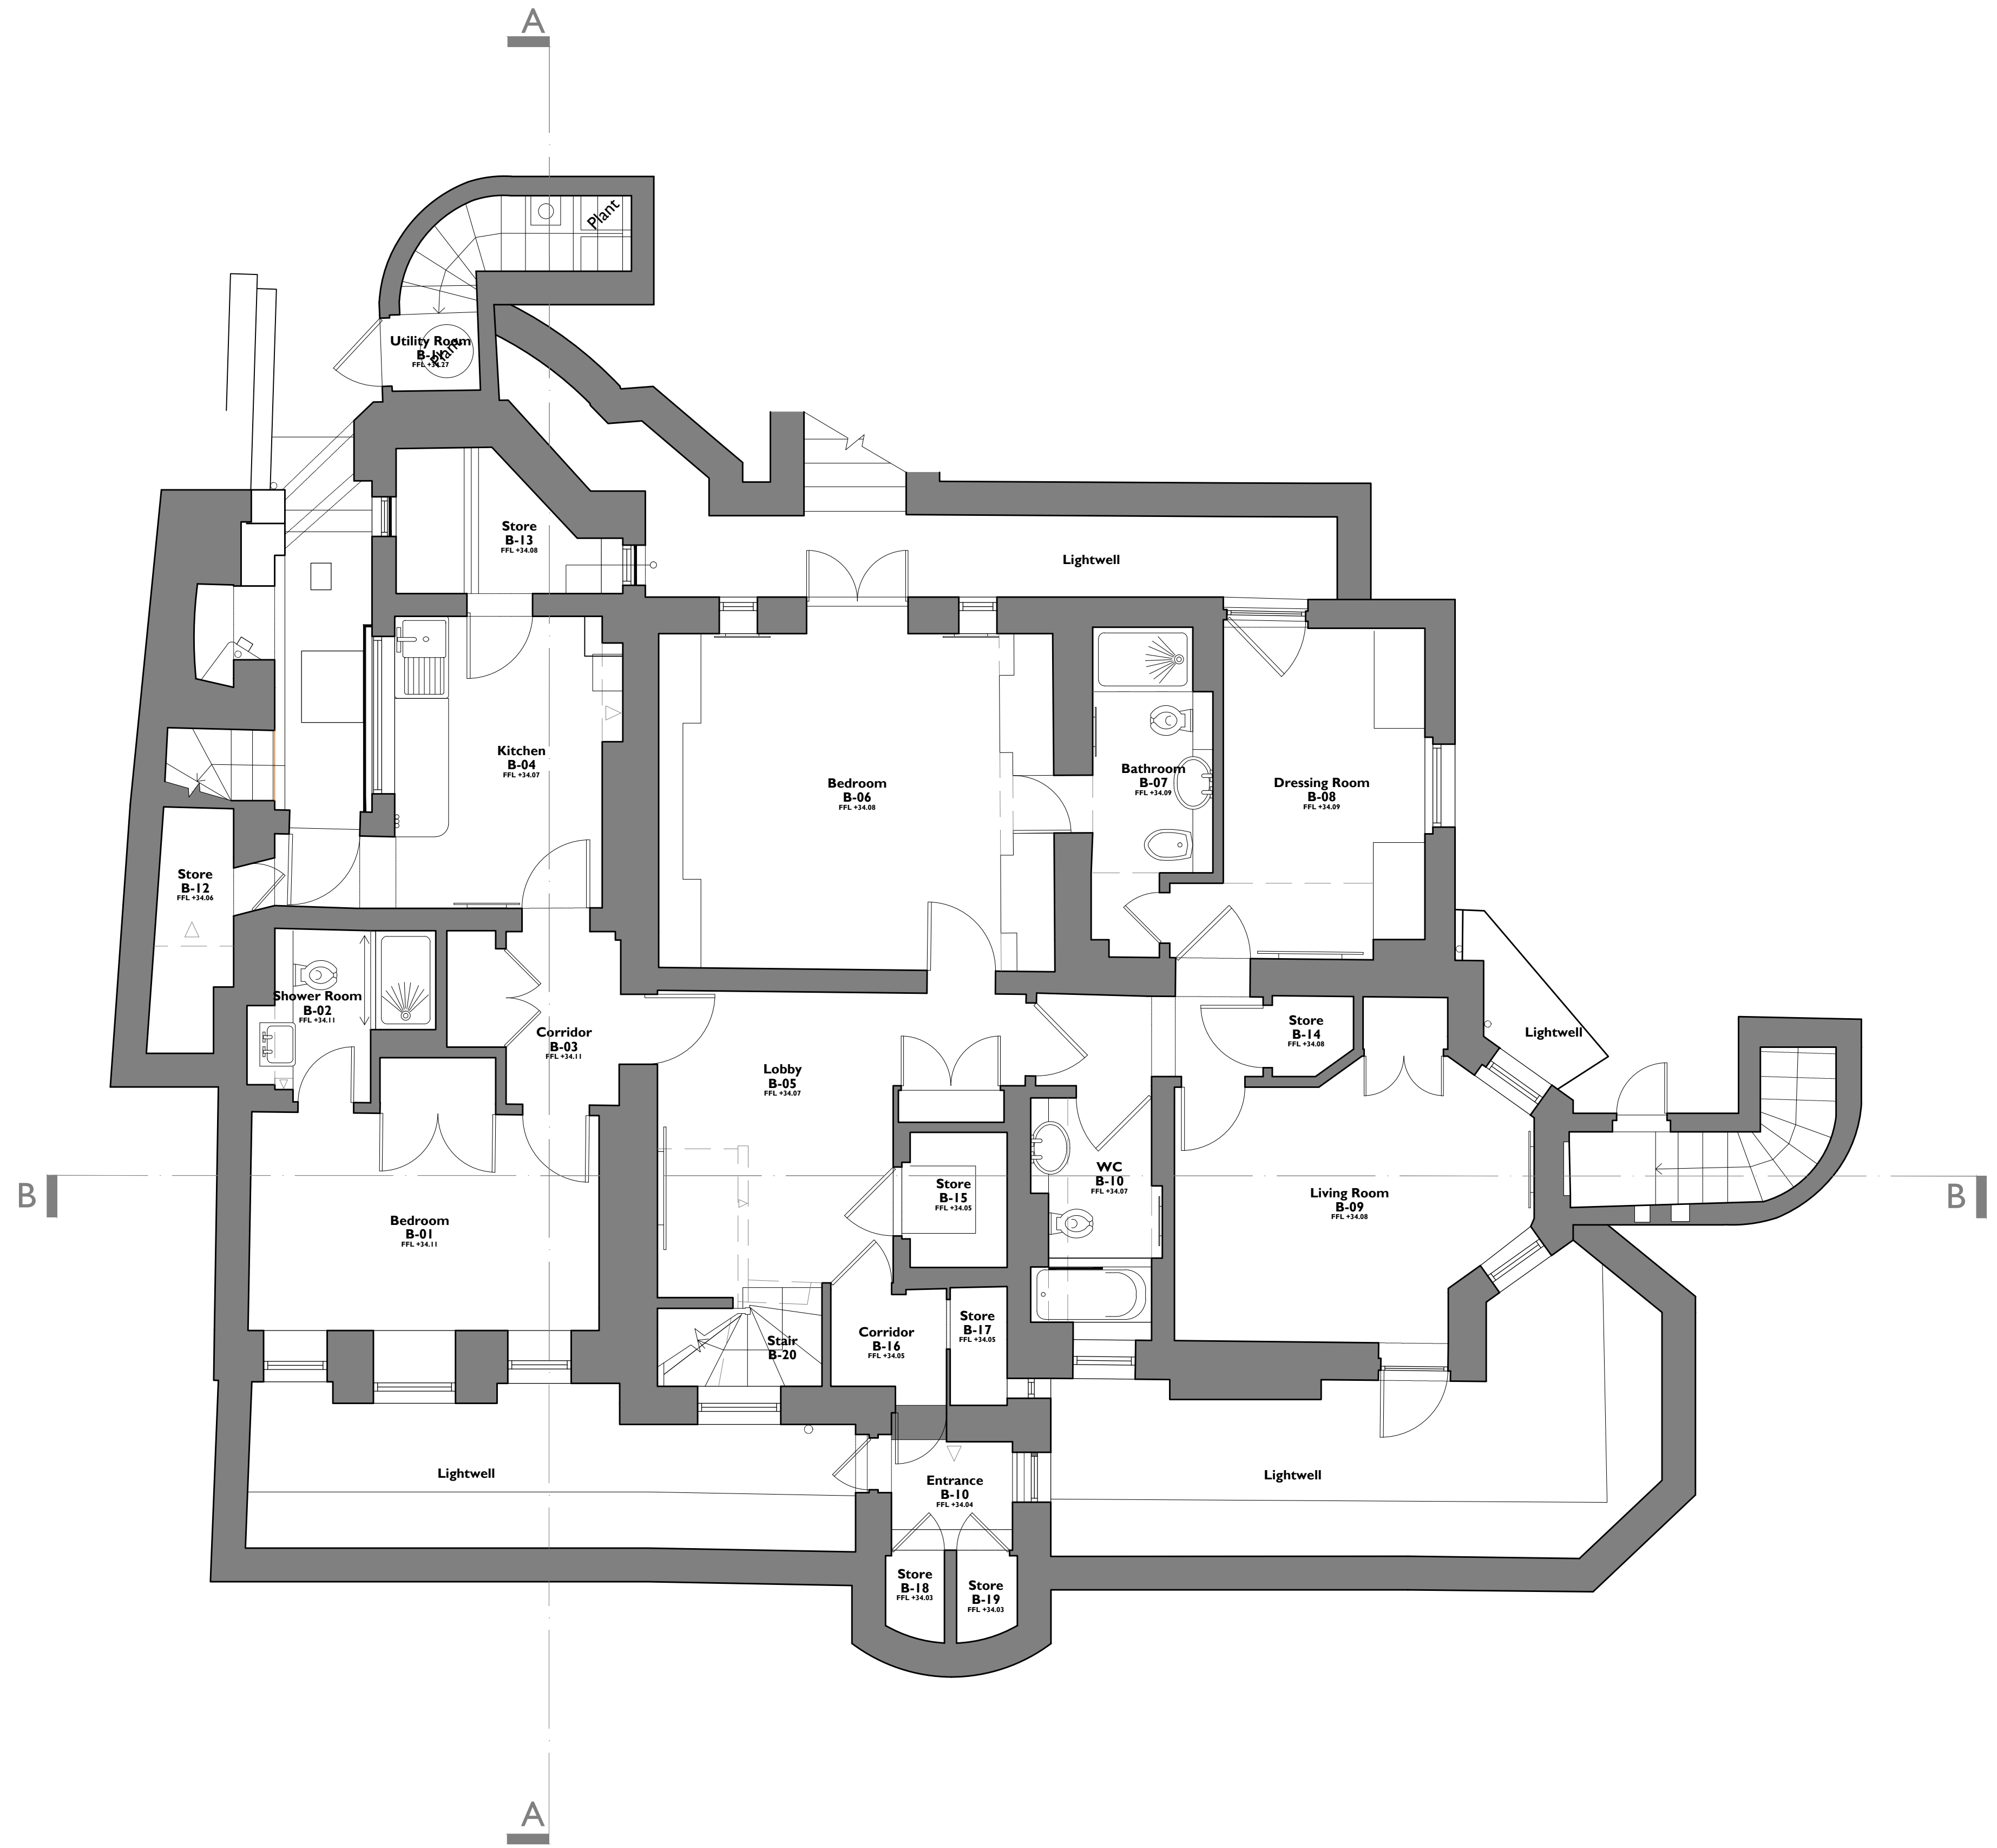 A
Plant
Utility Room
Plant
FFL +34.27
Store
B-13
FFL +34.08
Lightwell
Kitchen
B-04
FFL +34.07
Bedroom
B-06
FFL +34.08
Bathroom
B-07
FFL +34.09
Dressing Room
B-08
FFL +34.09
Store
B-12
FFL +34.06
Shower Room
B-02
FFL +34.11
Corridor
B-03
FFL +34.11
Store
B-14
FFL +34.08
Lightwell
Lobby
B-05
FFL +34.07
WC
B-10
FFL +34.07
Store
B-15
FFL +34.05
Living Room
B-09
FFL +34.08
B
B
Bedroom
B-01
FFL +34.11
Stair
B-20
Corridor
B-16
FFL +34.05
Store
B-17
FFL +34.05
Lightwell
Entrance
B-10
FFL +34.04
Lightwell
Store
B-18
FFL +34.03
Store
B-19
FFL +34.03
A